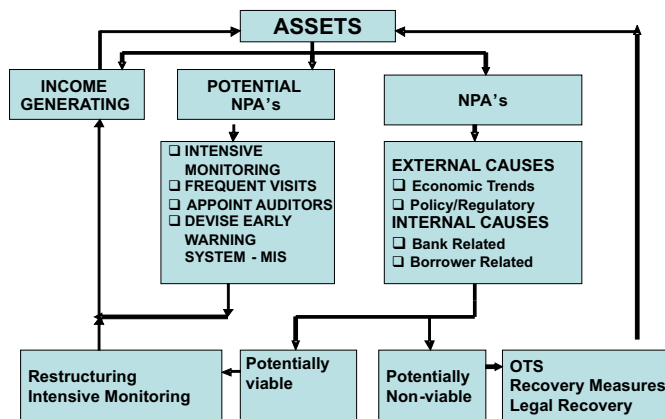 ASSETS
INCOME
GENERATING
POTENTIAL
NPA's
NPA's
❑ INTENSIVE
MONITORING
❑ FREQUENT VISITS
❑ APPOINT AUDITORS
❑ DEVISE EARLY
WARNING
SYSTEM - MIS
EXTERNAL CAUSES
❑ Economic Trends
❑ Policy/Regulatory
INTERNAL CAUSES
❑ Bank Related
❑ Borrower Related
Restructuring
Intensive Monitoring
Potentially
viable
Potentially
Non-viable
OTS
Recovery Measures
Legal Recovery